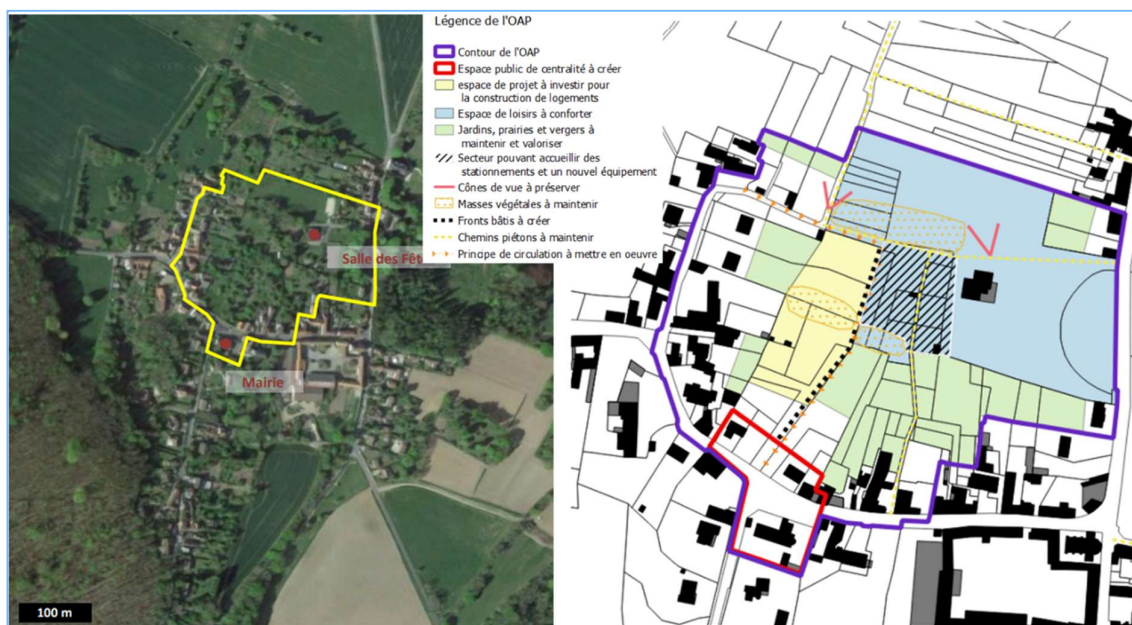 Légence de l'OAP
Contour de l'OAP
Espace public de centralité à créer
espace de projet à investir pour
la construction de logements
Espace de loisirs à conforter
Jardins, prairies et vergers à
maintenir et valoriser
Secteur pouvant accueillir des
stationnements et un nouvel équipement
Cônes de vue à préserver
Masses végétales à maintenir
Fronts bâtis à créer
Chemins piétons à maintenir
Principe de circulation à mettre en oeuvre
Salle des Fêt
Mairie
100 m